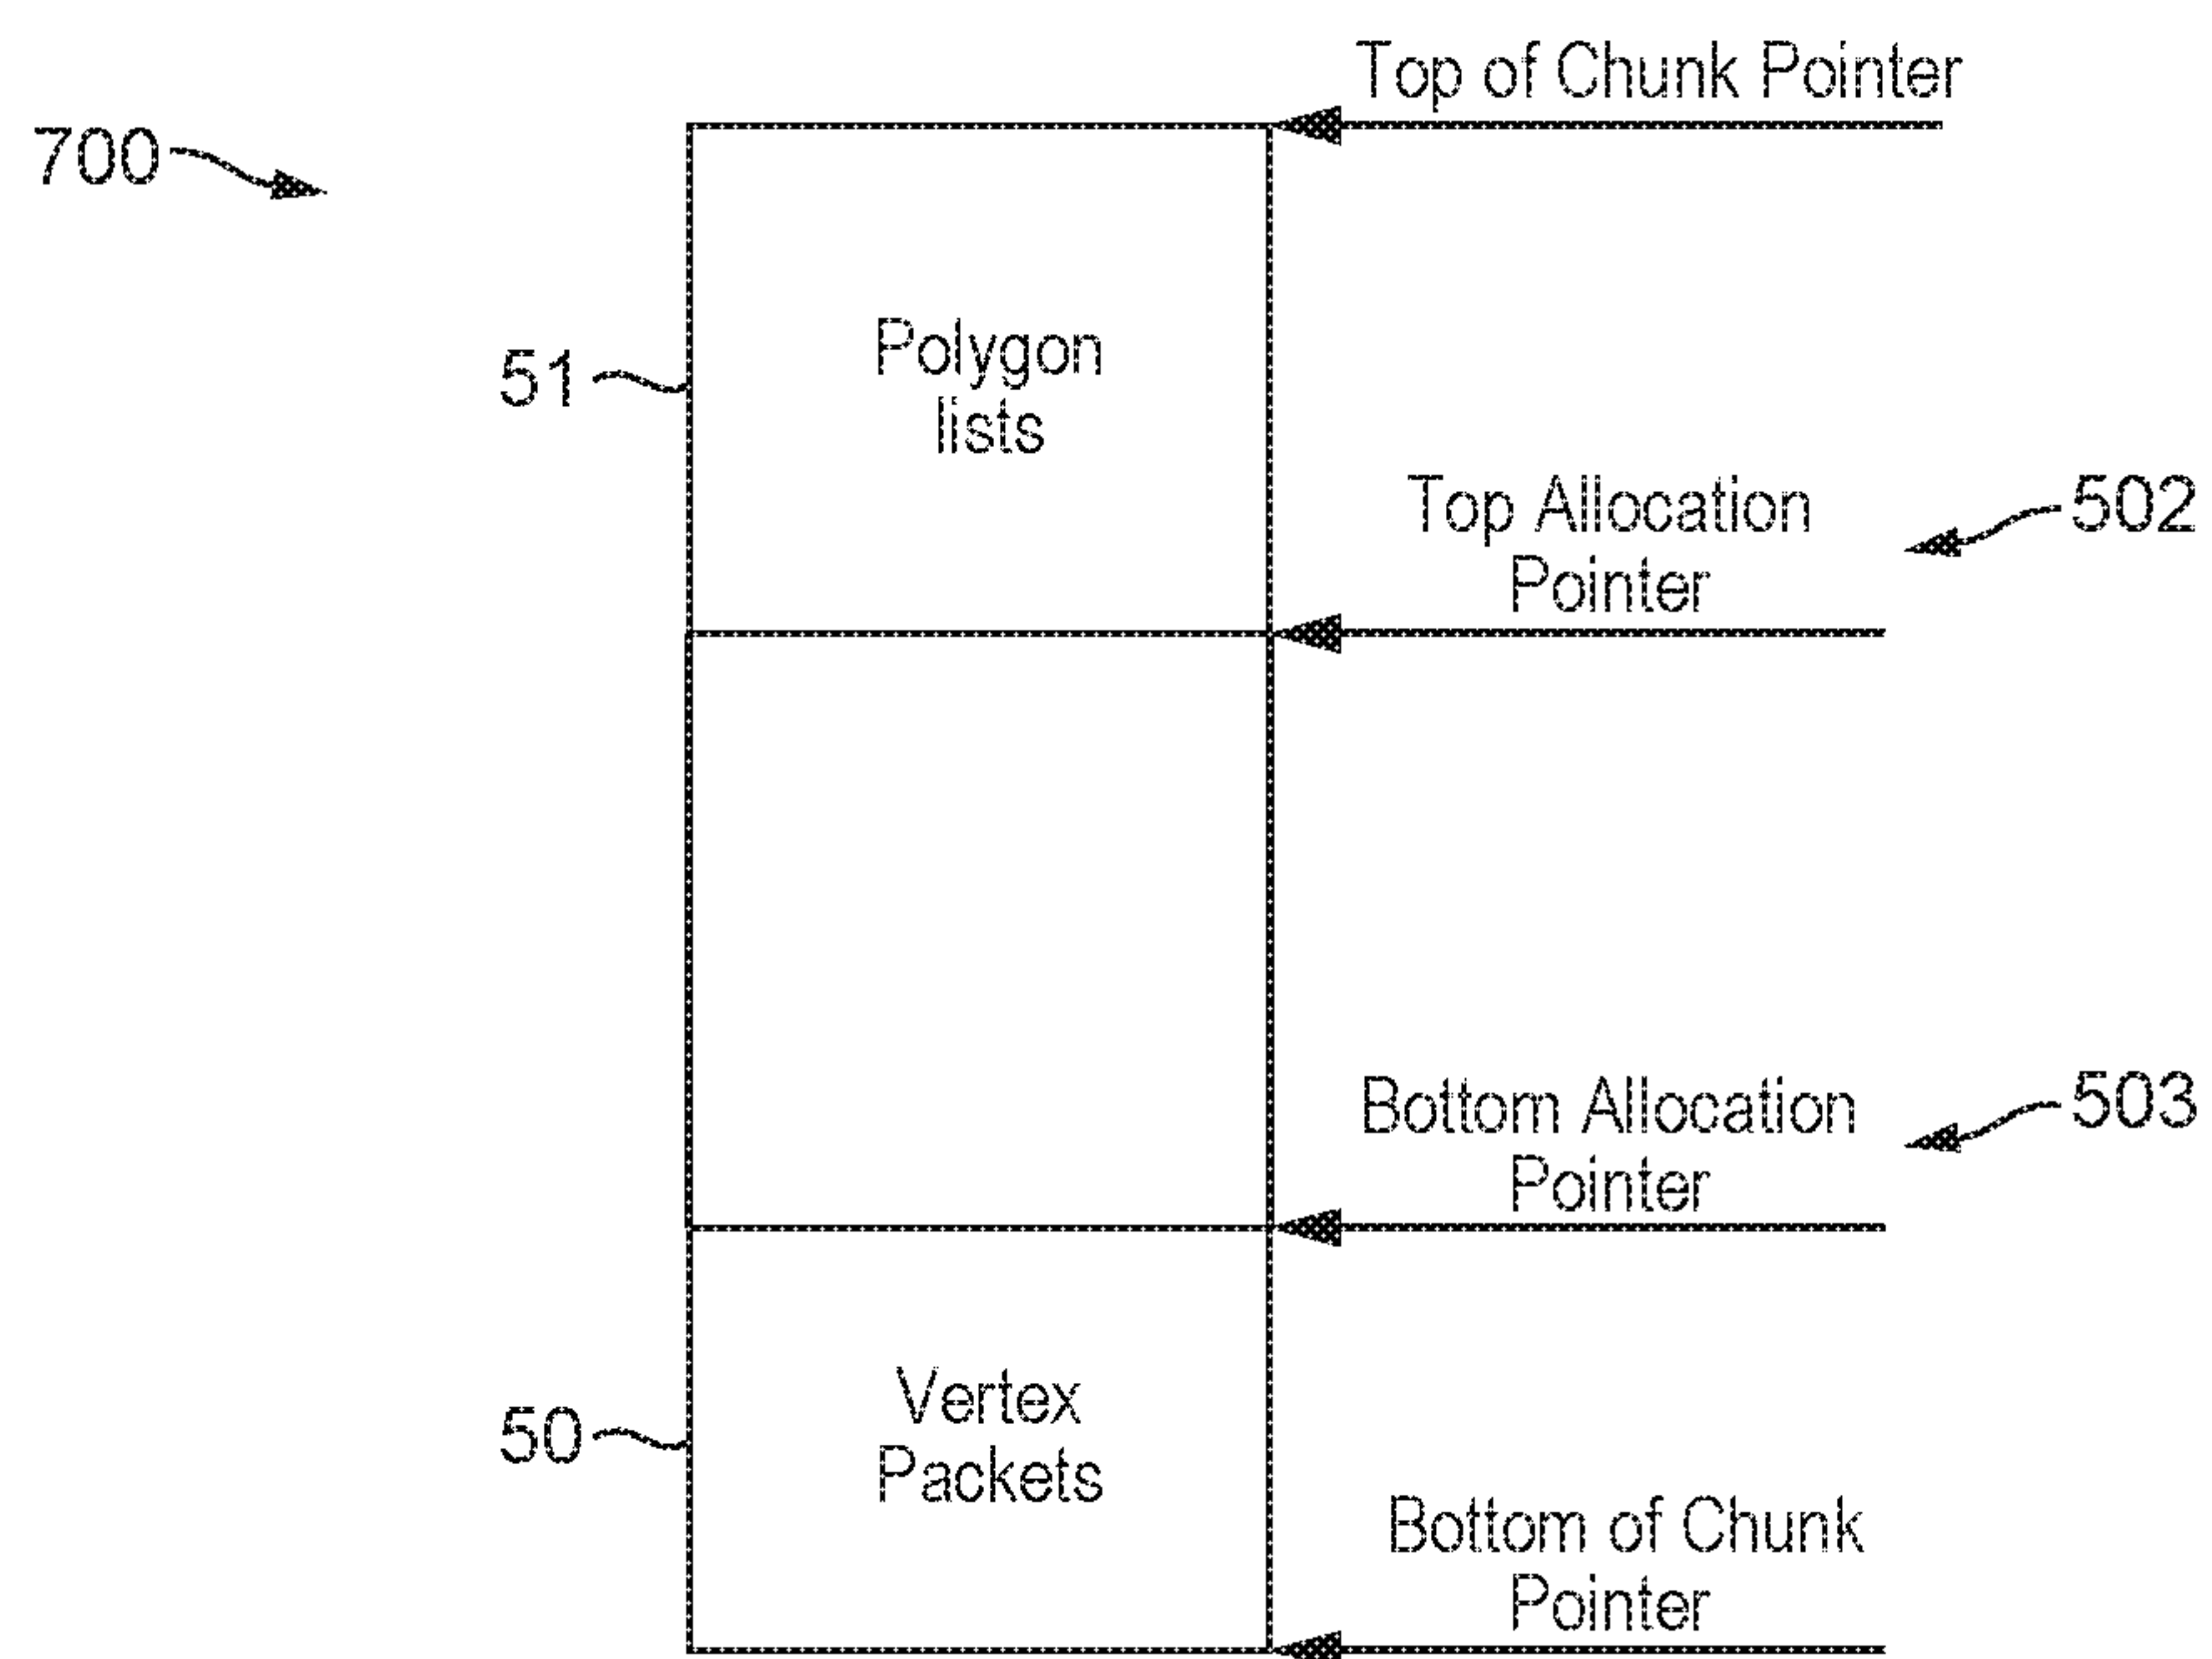 Top of Chunk Pointer
700
Polygon
lists
51
Top Allocation
Pointer
502
Bottom Allocation
Pointer
503
Vertex
Packets
50
Bottom of Chunk
Pointer